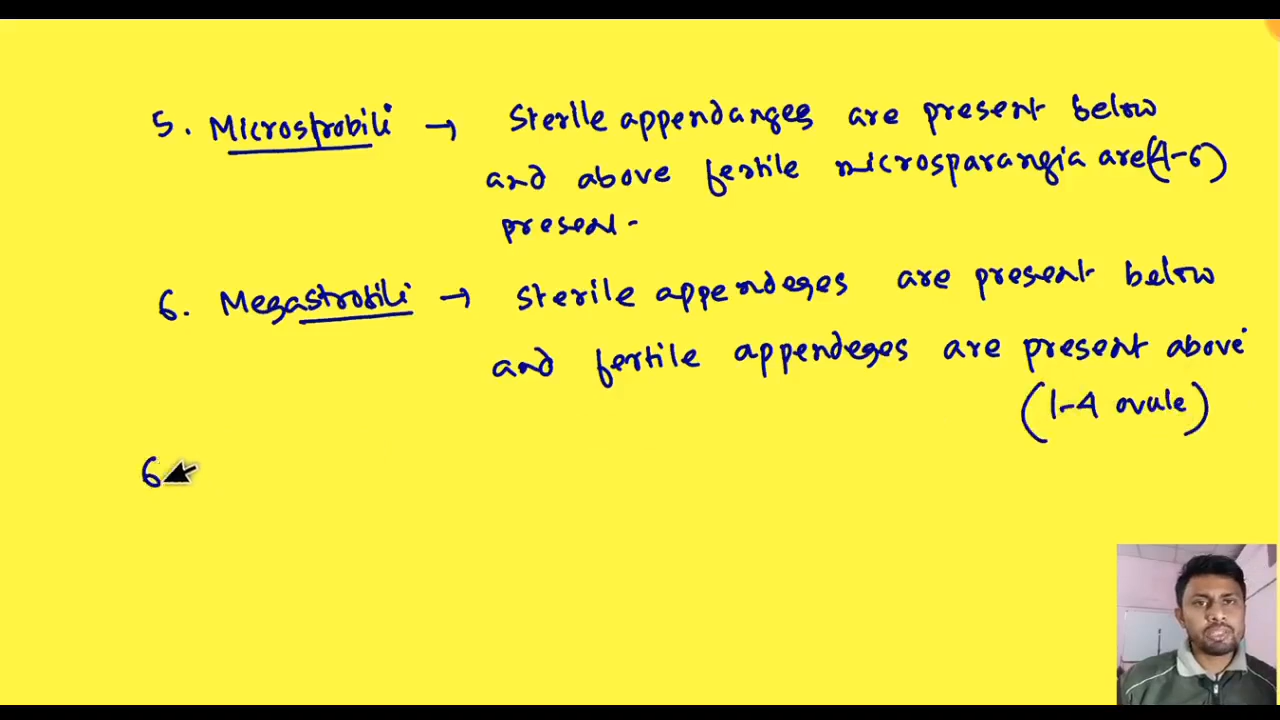 5. Microstrobili → Sterile appendanges are present below
and above fertile microsparangia are (4-6)
present -
6. Megastrobili → sterile appendeges are present below
and fertile appendeges are present above
(1-4 ovule)
6